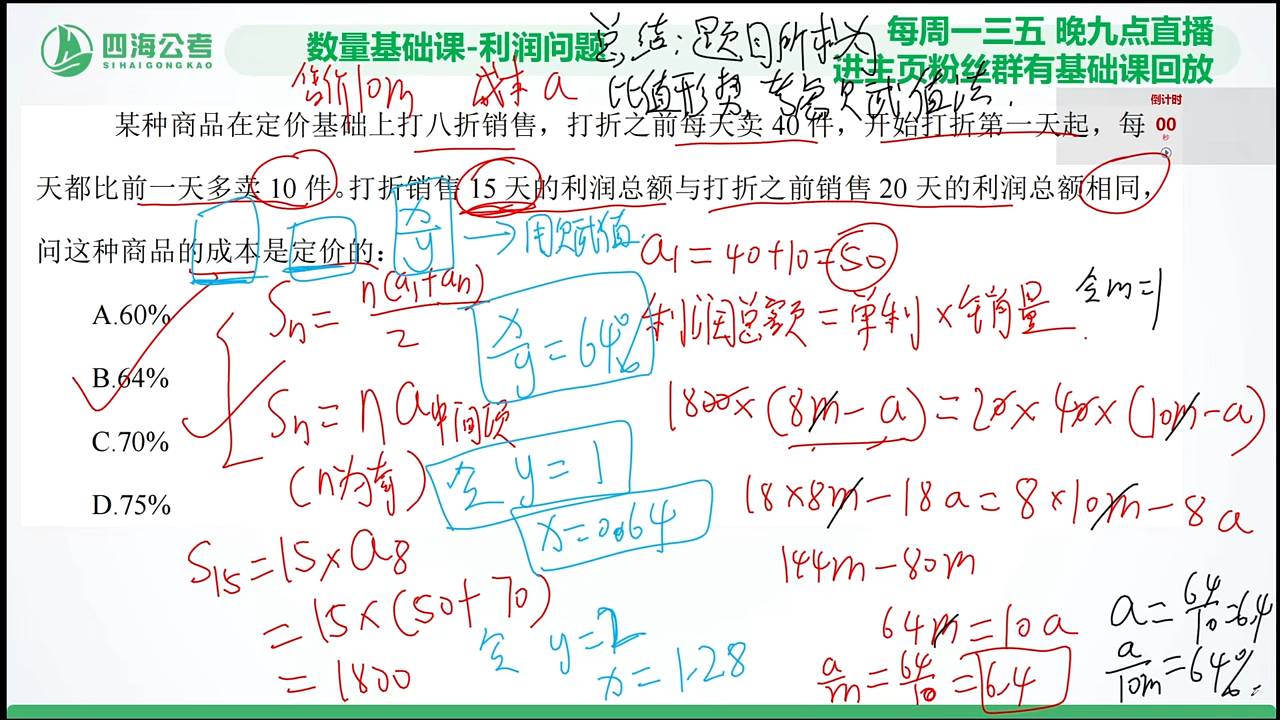 四海公考
SIHAIGONGKAO
数量基础课-利润问题
每周一三五 晚九点直播
进主页粉丝群有基础课回放
总结：题目所求为
比值形势，考虑赋值法.
售价10m 成本a
倒计时
00
秒
某种商品在定价基础上打八折销售，打折之前每天卖 40 件，开始打折第一天起，每
天都比前一天多卖 10 件。打折销售 15 天的利润总额与打折之前销售 20 天的利润总额相同，
问这种商品的成本是定价的：
x/y → 用赋值.
A.60%
B.64%
C.70%
D.75%
Sn = n(a1+an)/2
Sn = na中间项
(n为奇)
S15=15×a8
=15×(50+70)
=1800
x/y=64%
令 y=1
x=0.64
令 y=2
x=1.28
a1=40+10=50
利润总额=单利×销量
令m=1
1800×(8m-a)=20×40×(10m-a)
18×8m-18a=8×10m-8a
144m-80m
64m=10a
a/m=64/10=6.4
a=64/10=6.4
a/10m=64%